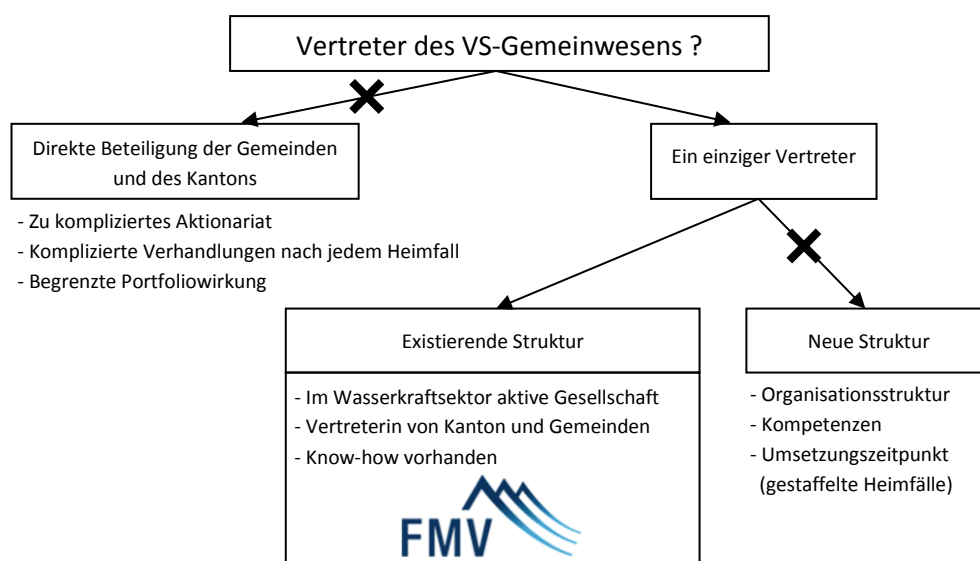 Vertreter des VS-Gemeinwesens ?
Direkte Beteiligung der Gemeinden
und des Kantons
- Zu kompliziertes Aktionariat
- Komplizierte Verhandlungen nach jedem Heimfall
- Begrenzte Portfoliowirkung
Ein einziger Vertreter
Existierende Struktur
- Im Wasserkraftsektor aktive Gesellschaft
- Vertreterin von Kanton und Gemeinden
- Know-how vorhanden
FMV
Neue Struktur
- Organisationsstruktur
- Kompetenzen
- Umsetzungszeitpunkt
(gestaffelte Heimfälle)